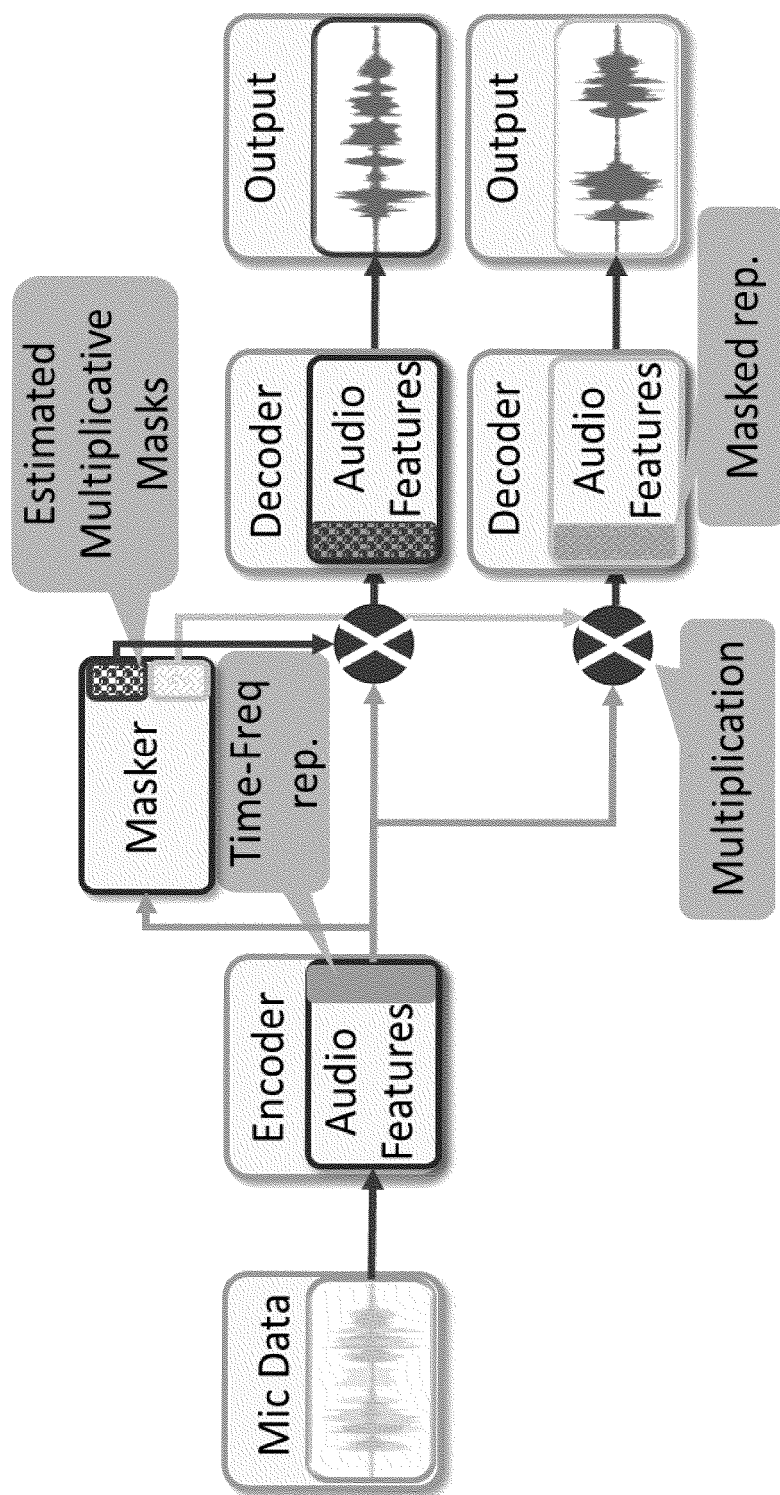 Mic Data
Encoder
Audio
Features
Time-Freq
rep.
Masker
Estimated
Multiplicative
Masks
Multiplication
Decoder
Audio
Features
Output
Decoder
Audio
Features
Masked rep.
Output